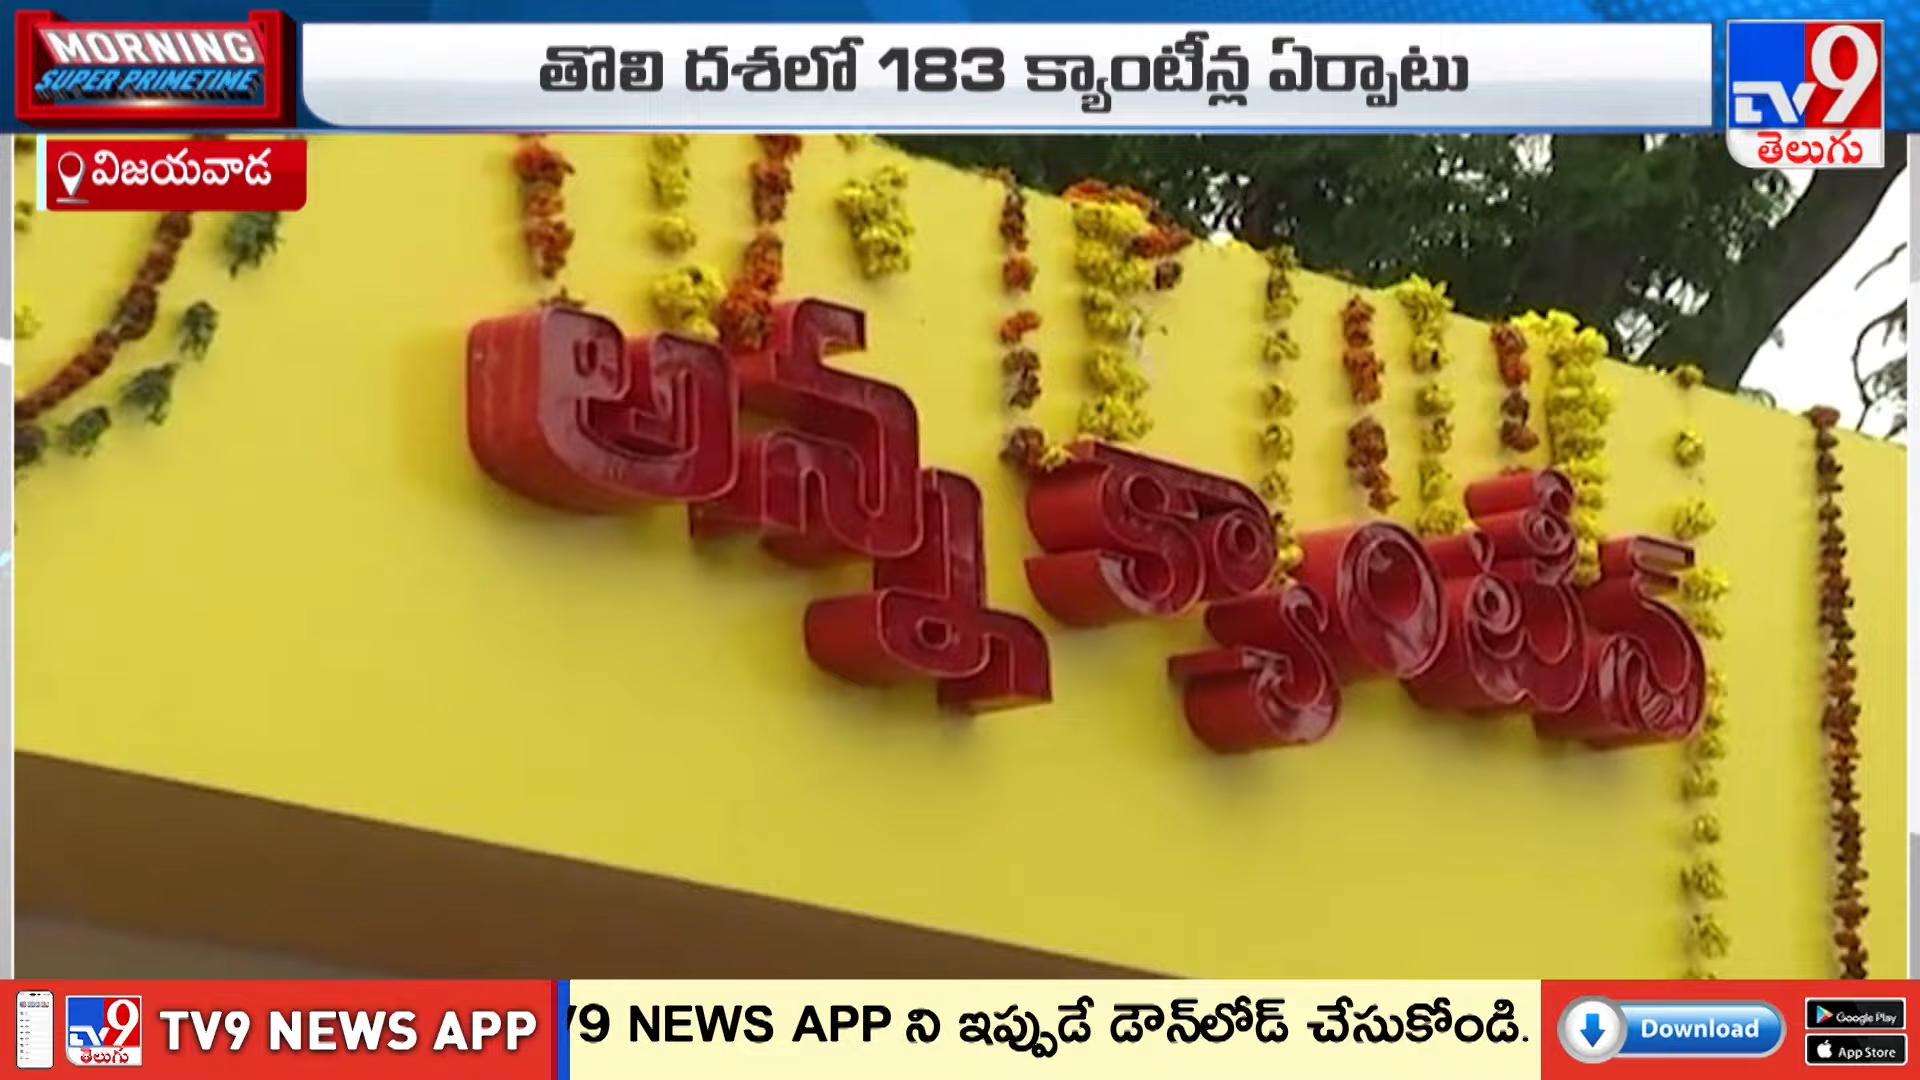 MORNING
SUPER PRIMETIME
తొలి దశలో 183 క్యాంటీన్ల ఏర్పాటు
TV9
తెలుగు
విజయవాడ
అన్న క్యాంటీన్
TV9
తెలుగు
TV9 NEWS APP
V9 NEWS APP ని ఇప్పుడే డౌన్‌లోడ్ చేసుకోండి.
Download
Google Play
App Store